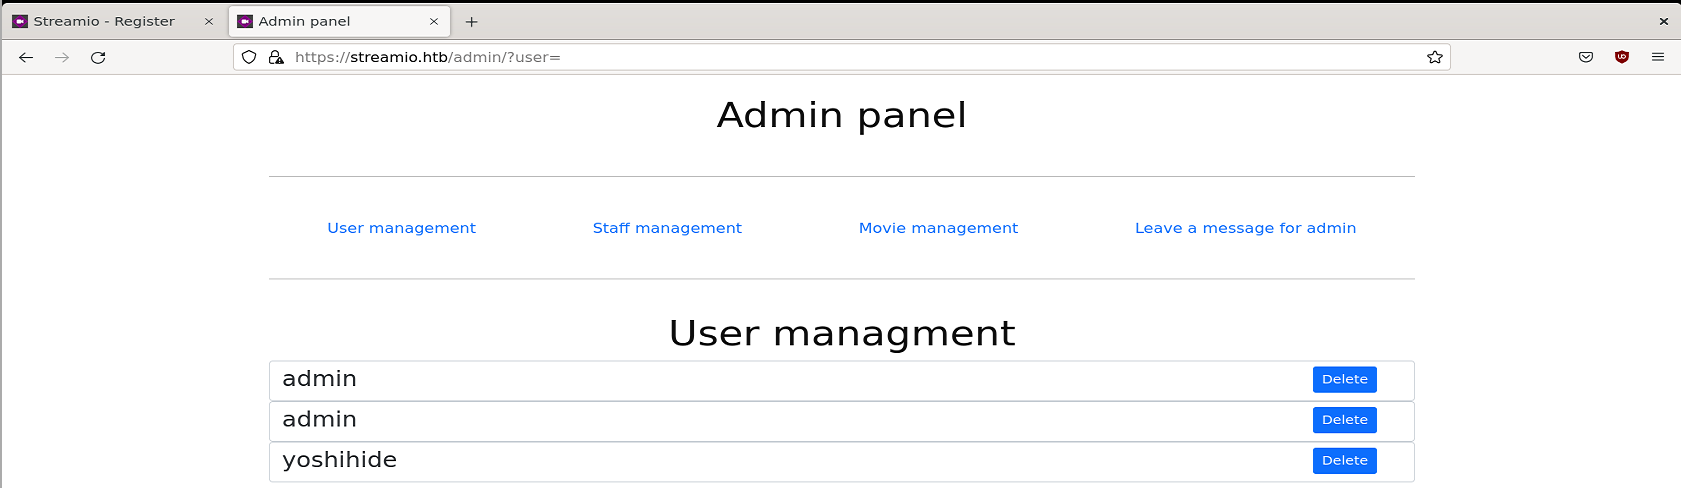 Streamio - Register
Admin panel
https://streamio.htb/admin/?user=
Admin panel
User management
Staff management
Movie management
Leave a message for admin
User managment
admin
Delete
admin
Delete
yoshihide
Delete